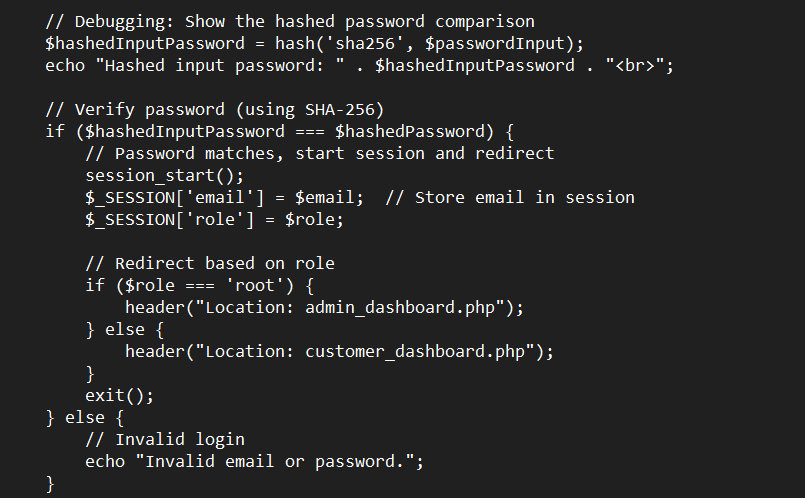 // Debugging: Show the hashed password comparison
$hashedInputPassword = hash('sha256', $passwordInput);
echo "Hashed input password: " . $hashedInputPassword . "<br>";

// Verify password (using SHA-256)
if ($hashedInputPassword === $hashedPassword) {
    // Password matches, start session and redirect
    session_start();
    $_SESSION['email'] = $email;  // Store email in session
    $_SESSION['role'] = $role;

    // Redirect based on role
    if ($role === 'root') {
        header("Location: admin_dashboard.php");
    } else {
        header("Location: customer_dashboard.php");
    }
    exit();
} else {
    // Invalid login
    echo "Invalid email or password.";
}